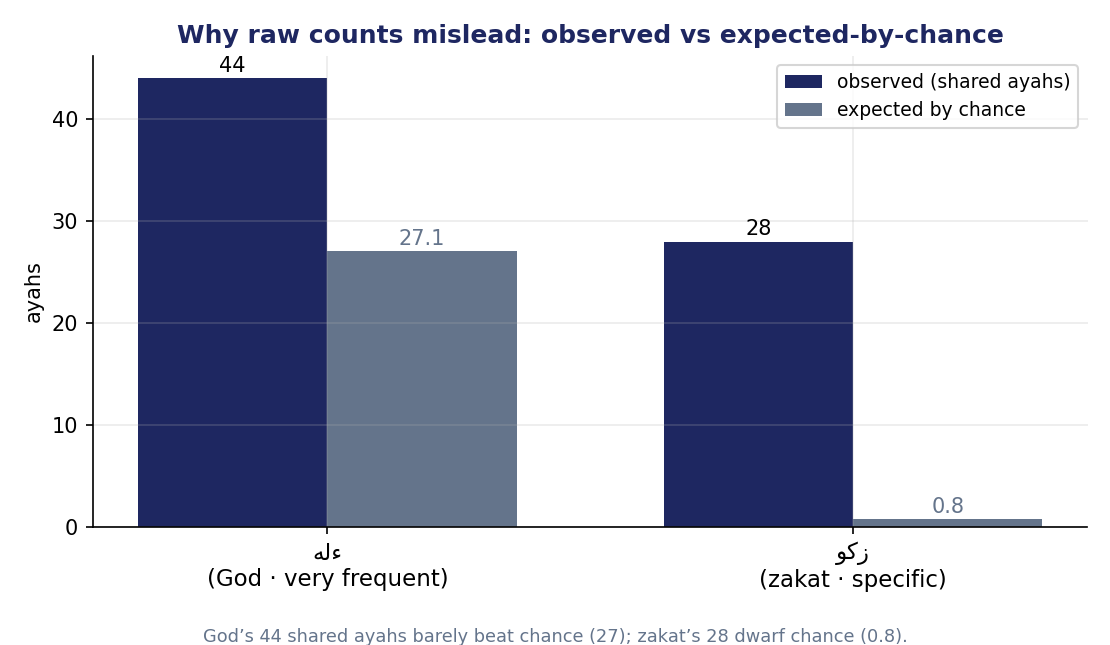 Why raw counts mislead: observed vs expected-by-chance
44
observed (shared ayahs)
expected by chance
40
30
28
27.1
ayahs
20
10
0.8
0
ءله
زكو
(God · very frequent)
(zakat · specific)
God’s 44 shared ayahs barely beat chance (27); zakat’s 28 dwarf chance (0.8).